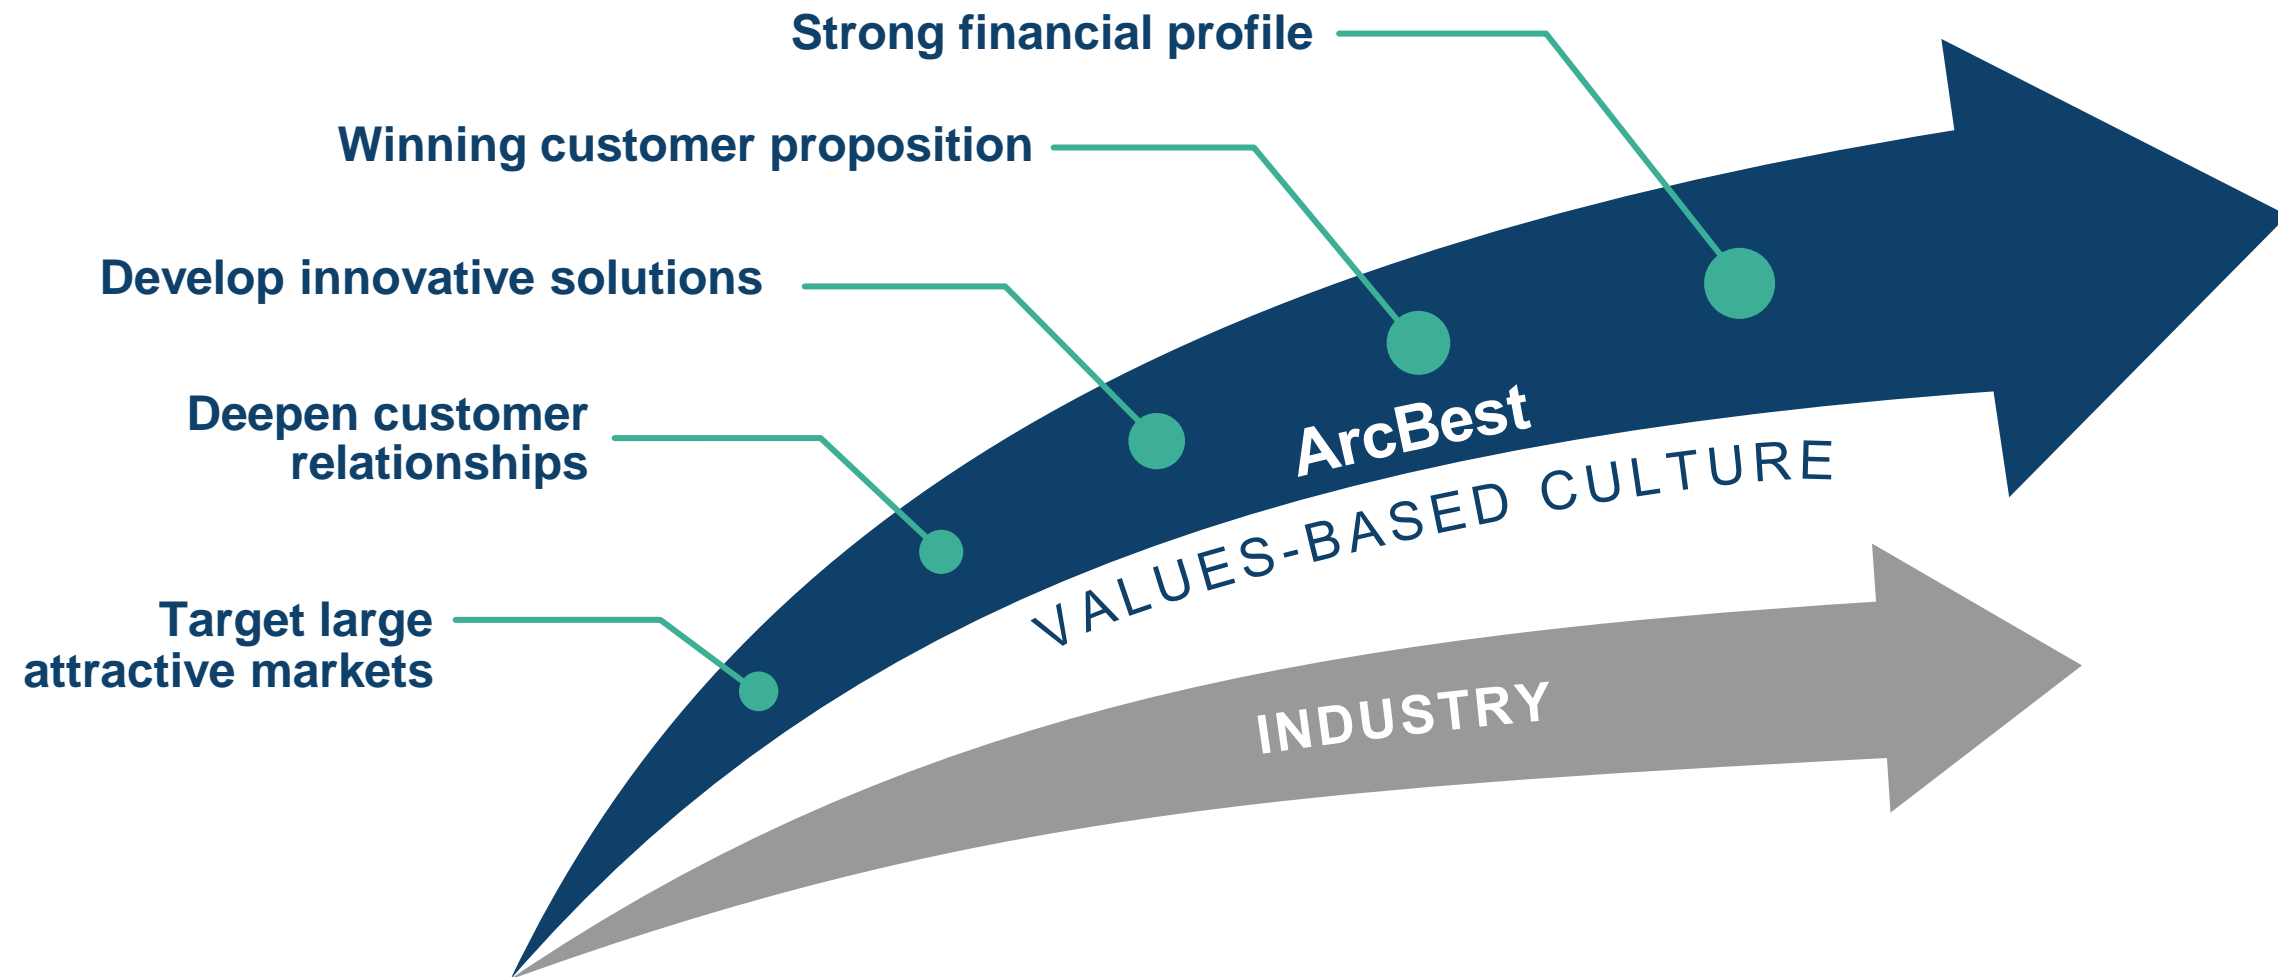 Strong financial profile
Winning customer proposition
Develop innovative solutions
Deepen customer
relationships
Target large
attractive markets
ArcBest
VALUES-BASED CULTURE
INDUSTRY